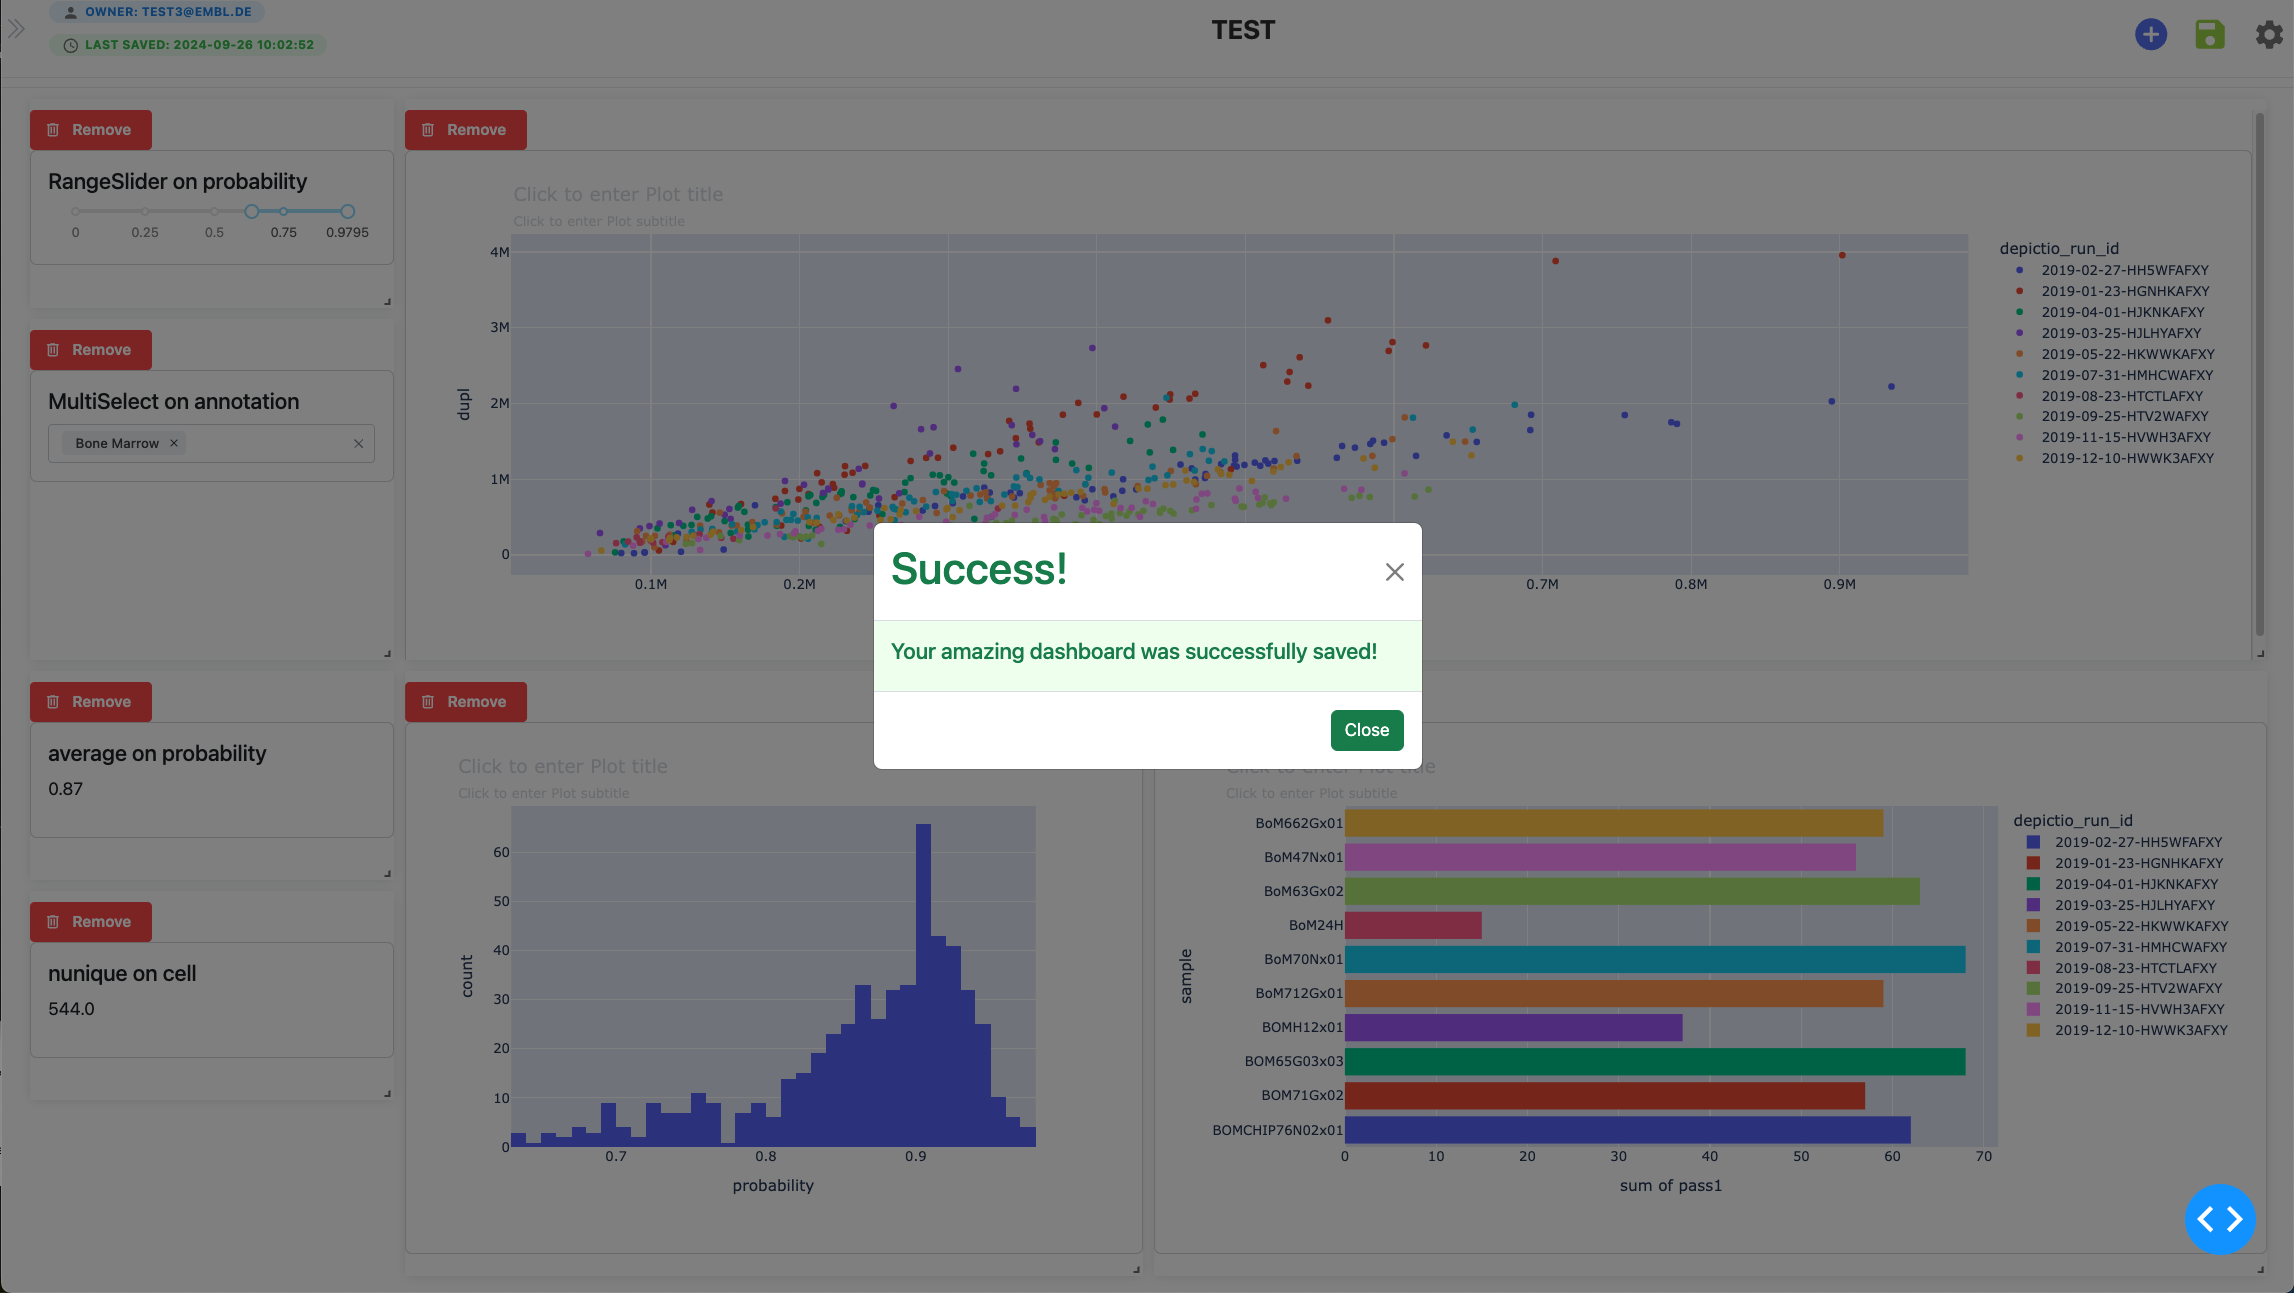 OWNER: TEST3@EMBL.DE
LAST SAVED: 2024-09-26 10:02:52
TEST
Remove
RangeSlider on probability
0 0.25 0.5 0.75 0.9795
Remove
MultiSelect on annotation
Bone Marrow
Remove
Click to enter Plot title
Click to enter Plot subtitle
4M
3M
2M
1M
0
dupl
0.1M 0.2M 0.7M 0.8M 0.9M
depictio_run_id
2019-02-27-HH5WFAFXY
2019-01-23-HGNHKAFXY
2019-04-01-HJKNKAFXY
2019-03-25-HJLHYAFXY
2019-05-22-HKWWKAFXY
2019-07-31-HMHCWAFXY
2019-08-23-HTCTLAFXY
2019-09-25-HTV2WAFXY
2019-11-15-HVWH3AFXY
2019-12-10-HWWK3AFXY
Success!
Your amazing dashboard was successfully saved!
Close
Remove
average on probability
0.87
Remove
nunique on cell
544.0
Remove
Click to enter Plot title
Click to enter Plot subtitle
60
50
40
30
20
10
0
count
0.7 0.8 0.9
probability
Click to enter Plot title
Click to enter Plot subtitle
BoM662Gx01
BoM47Nx01
BoM63Gx02
BoM24H
BoM70Nx01
BoM712Gx01
BOMH12x01
BOM65G03x03
BOM71Gx02
BOMCHIP76N02x01
sample
0 10 20 30 40 50 60 70
sum of pass1
depictio_run_id
2019-02-27-HH5WFAFXY
2019-01-23-HGNHKAFXY
2019-04-01-HJKNKAFXY
2019-03-25-HJLHYAFXY
2019-05-22-HKWWKAFXY
2019-07-31-HMHCWAFXY
2019-08-23-HTCTLAFXY
2019-09-25-HTV2WAFXY
2019-11-15-HVWH3AFXY
2019-12-10-HWWK3AFXY